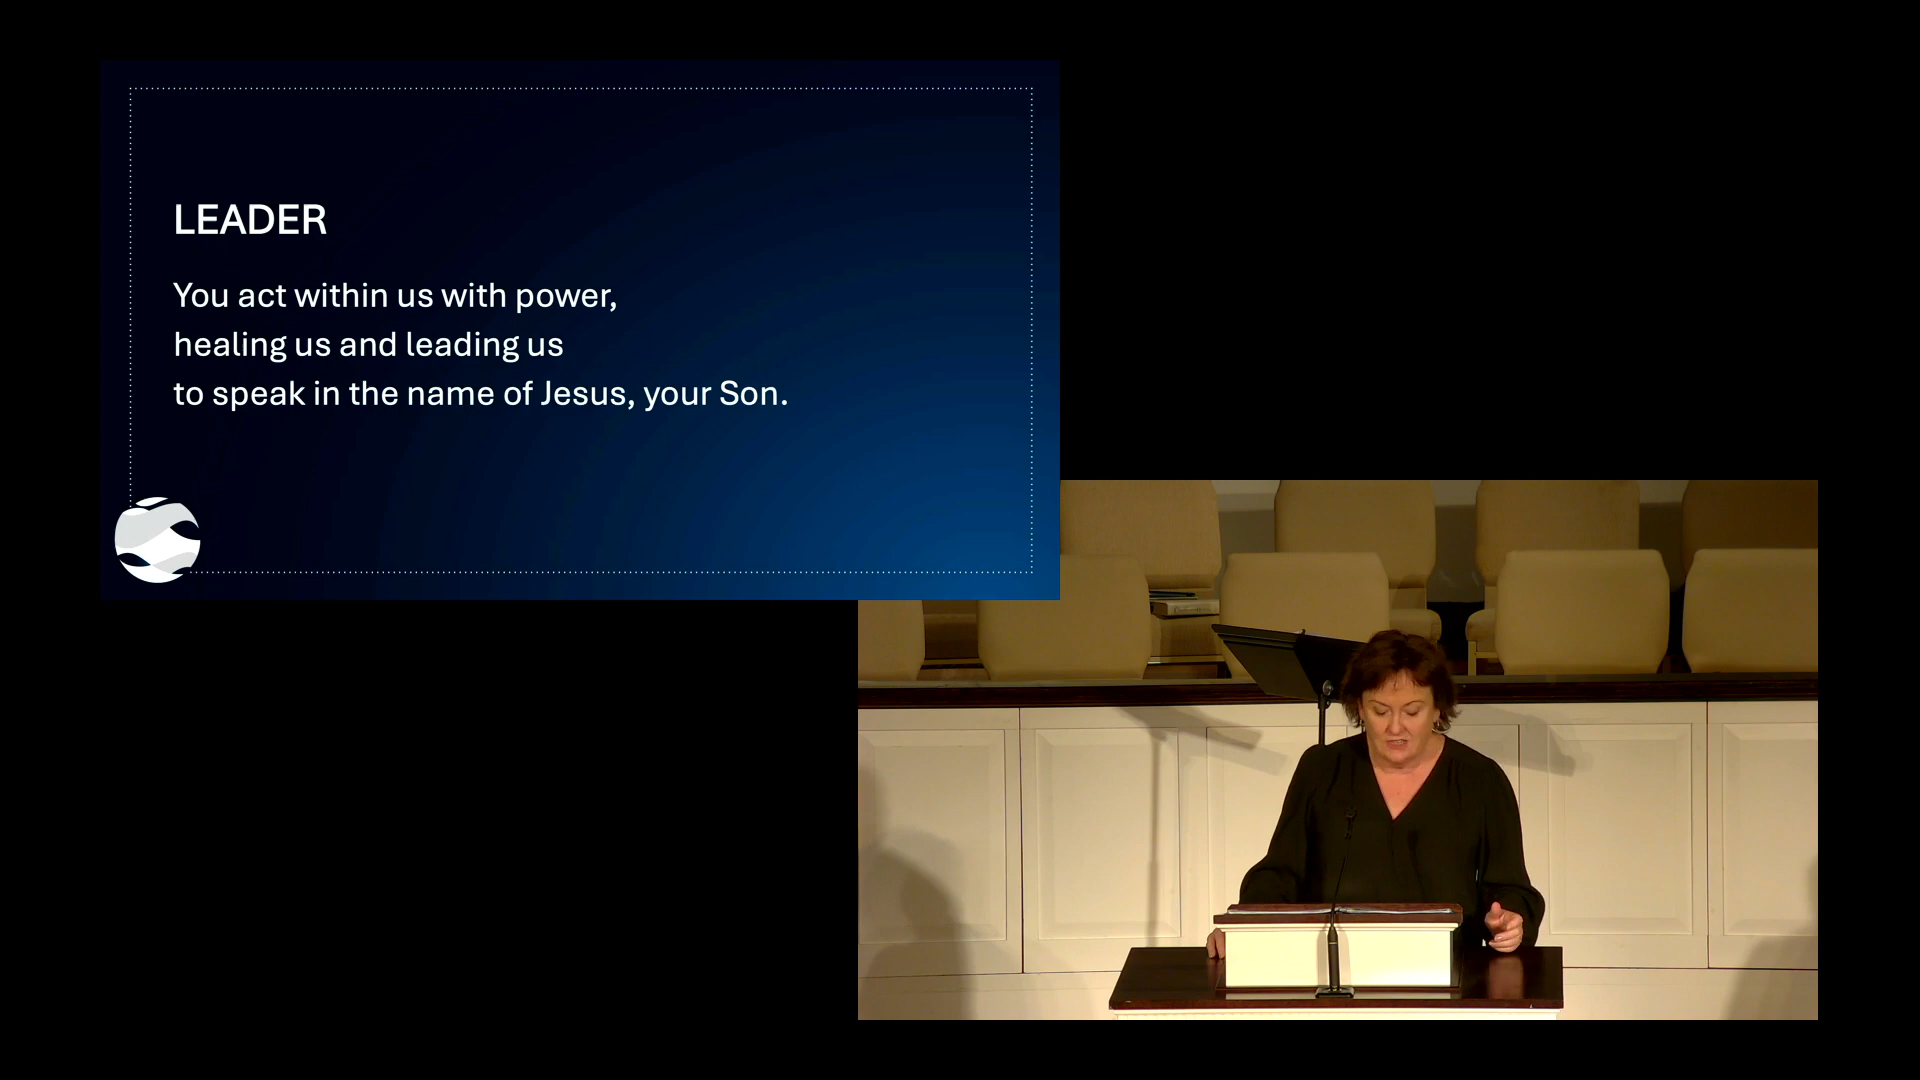 LEADER
You act within us with power,
healing us and leading us
to speak in the name of Jesus, your Son.